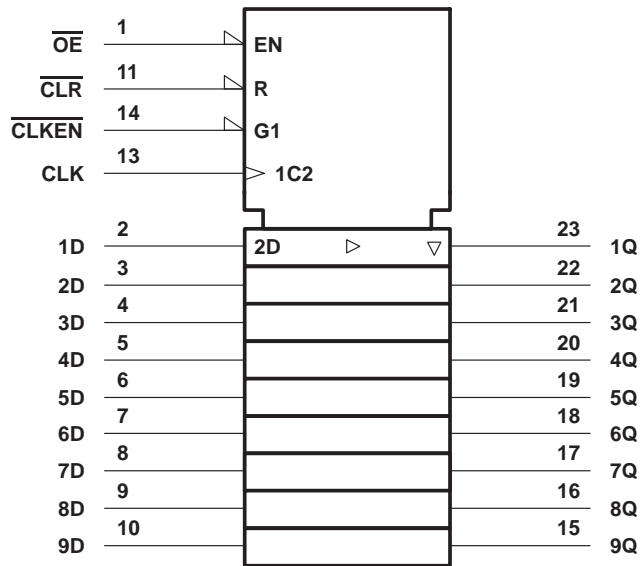 OE 1 EN
CLR 11 R
CLKEN 14 G1
CLK 13 1C2
1D 2 2D 23 1Q
2D 3 22 2Q
3D 4 21 3Q
4D 5 20 4Q
5D 6 19 5Q
6D 7 18 6Q
7D 8 17 7Q
8D 9 16 8Q
9D 10 15 9Q